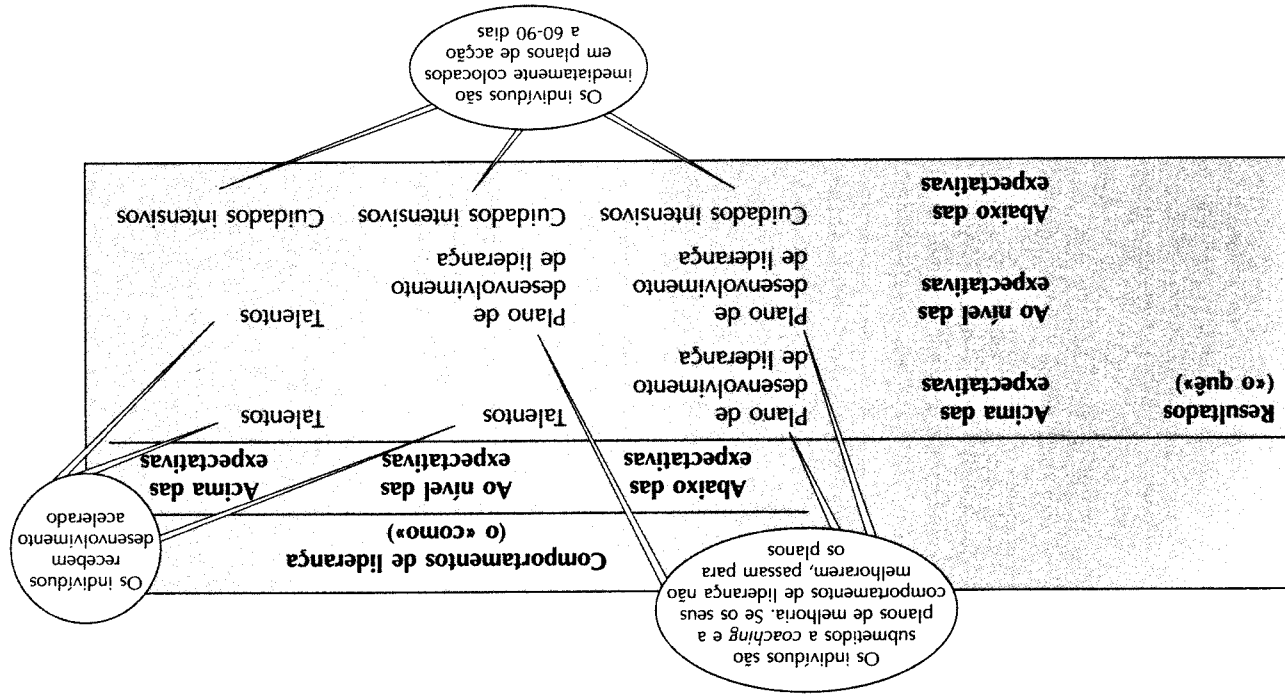 Os indivíduos são
submetidos a coaching e a
planos de melhoria. Se os seus
comportamentos de liderança não
melhorarem, passam para
os planos
Os indivíduos
recebem
desenvolvimento
acelerado
Comportamentos de liderança
(o «como»)
Abaixo das
expectativas
Ao nível das
expectativas
Acima das
expectativas
Resultados
(«o quê»)
Acima das
expectativas
Plano de
desenvolvimento
de liderança
Talentos
Talentos
Ao nível das
expectativas
Plano de
desenvolvimento
de liderança
Plano de
desenvolvimento
de liderança
Talentos
Abaixo das
expectativas
Cuidados intensivos
Cuidados intensivos
Cuidados intensivos
Os indivíduos são
imediatamente colocados
em planos de acção
a 60-90 dias